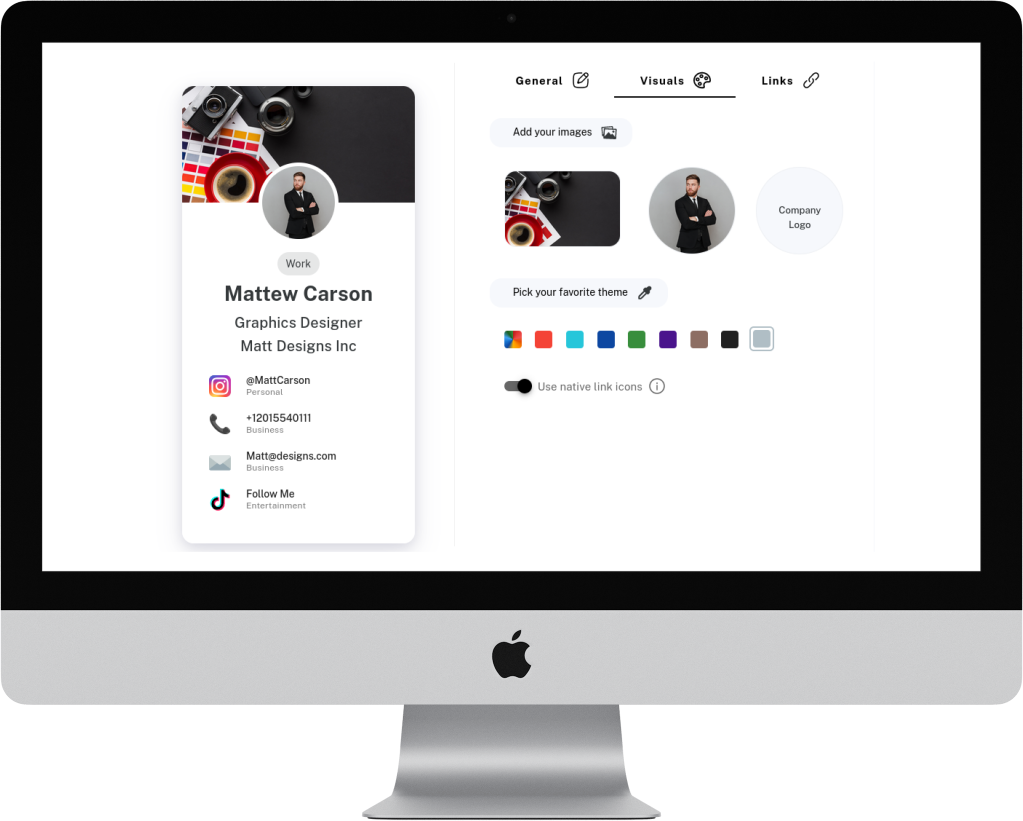 General
Visuals
Links
Add your images
Company
Logo
Work
Mattew Carson
Graphics Designer
Matt Designs Inc
@MattCarson
Personal
+12015540111
Business
Matt@designs.com
Business
Follow Me
Entertainment
Pick your favorite theme
Use native link icons